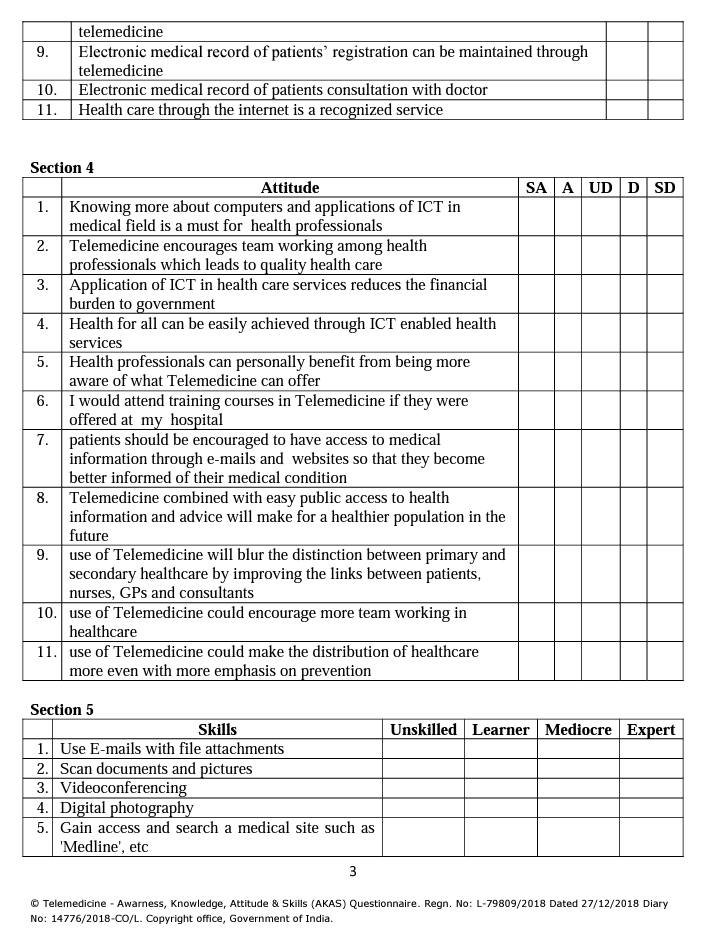 telemedicine
9. Electronic medical record of patients’ registration can be maintained through
telemedicine
10. Electronic medical record of patients consultation with doctor
11. Health care through the internet is a recognized service
Section 4
Attitude SA A UD D SD
1. Knowing more about computers and applications of ICT in
medical field is a must for health professionals
2. Telemedicine encourages team working among health
professionals which leads to quality health care
3. Application of ICT in health care services reduces the financial
burden to government
4. Health for all can be easily achieved through ICT enabled health
services
5. Health professionals can personally benefit from being more
aware of what Telemedicine can offer
6. I would attend training courses in Telemedicine if they were
offered at my hospital
7. patients should be encouraged to have access to medical
information through e-mails and websites so that they become
better informed of their medical condition
8. Telemedicine combined with easy public access to health
information and advice will make for a healthier population in the
future
9. use of Telemedicine will blur the distinction between primary and
secondary healthcare by improving the links between patients,
nurses, GPs and consultants
10. use of Telemedicine could encourage more team working in
healthcare
11. use of Telemedicine could make the distribution of healthcare
more even with more emphasis on prevention
Section 5
Skills Unskilled Learner Mediocre Expert
1. Use E-mails with file attachments
2. Scan documents and pictures
3. Videoconferencing
4. Digital photography
5. Gain access and search a medical site such as
'Medline', etc
3
© Telemedicine - Awarness, Knowledge, Attitude & Skills (AKAS) Questionnaire. Regn. No: L-79809/2018 Dated 27/12/2018 Diary
No: 14776/2018-CO/L. Copyright office, Government of India.